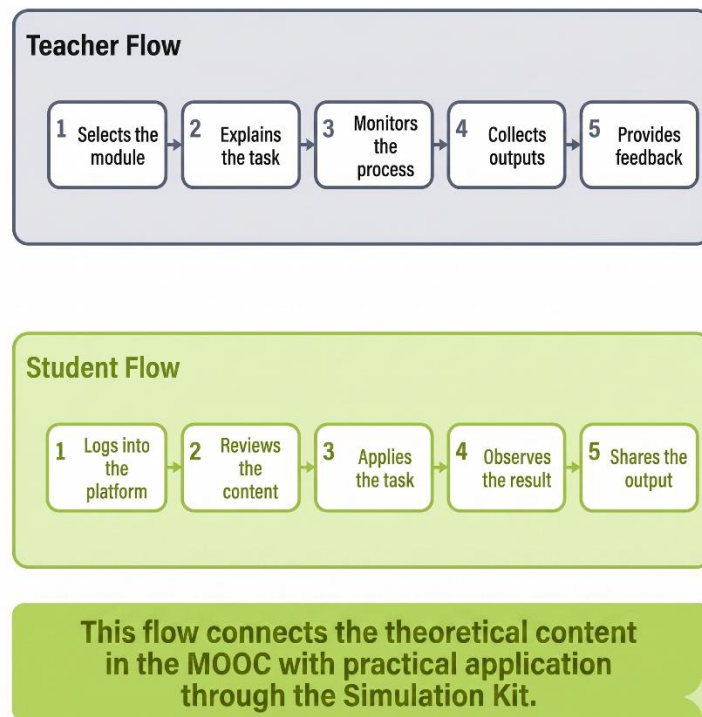 Teacher Flow
1 Selects the
module
2 Explains
the task
3 Monitors
the
process
4 Collects
outputs
5 Provides
feedback
Student Flow
1 Logs into
the
platform
2 Reviews
the
content
3 Applies
the task
4 Observes
the result
5 Shares the
output
This flow connects the theoretical content
in the MOOC with practical application
through the Simulation Kit.